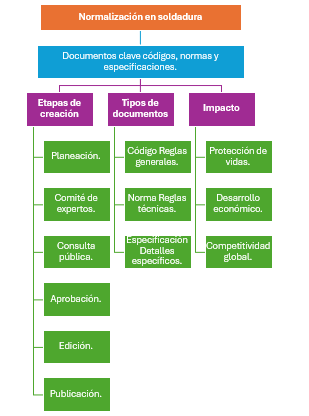 Normalización en soldadura
Documentos clave códigos, normas y
especificaciones.
Etapas de
creación
Planeación.
Comité de
expertos.
Consulta
pública.
Aprobación.
Edición.
Publicación.
Tipos de
documentos
Código Reglas
generales.
Norma Reglas
técnicas.
Especificación
Detalles
específicos.
Impacto
Protección de
vidas.
Desarrollo
económico.
Competitividad
global.